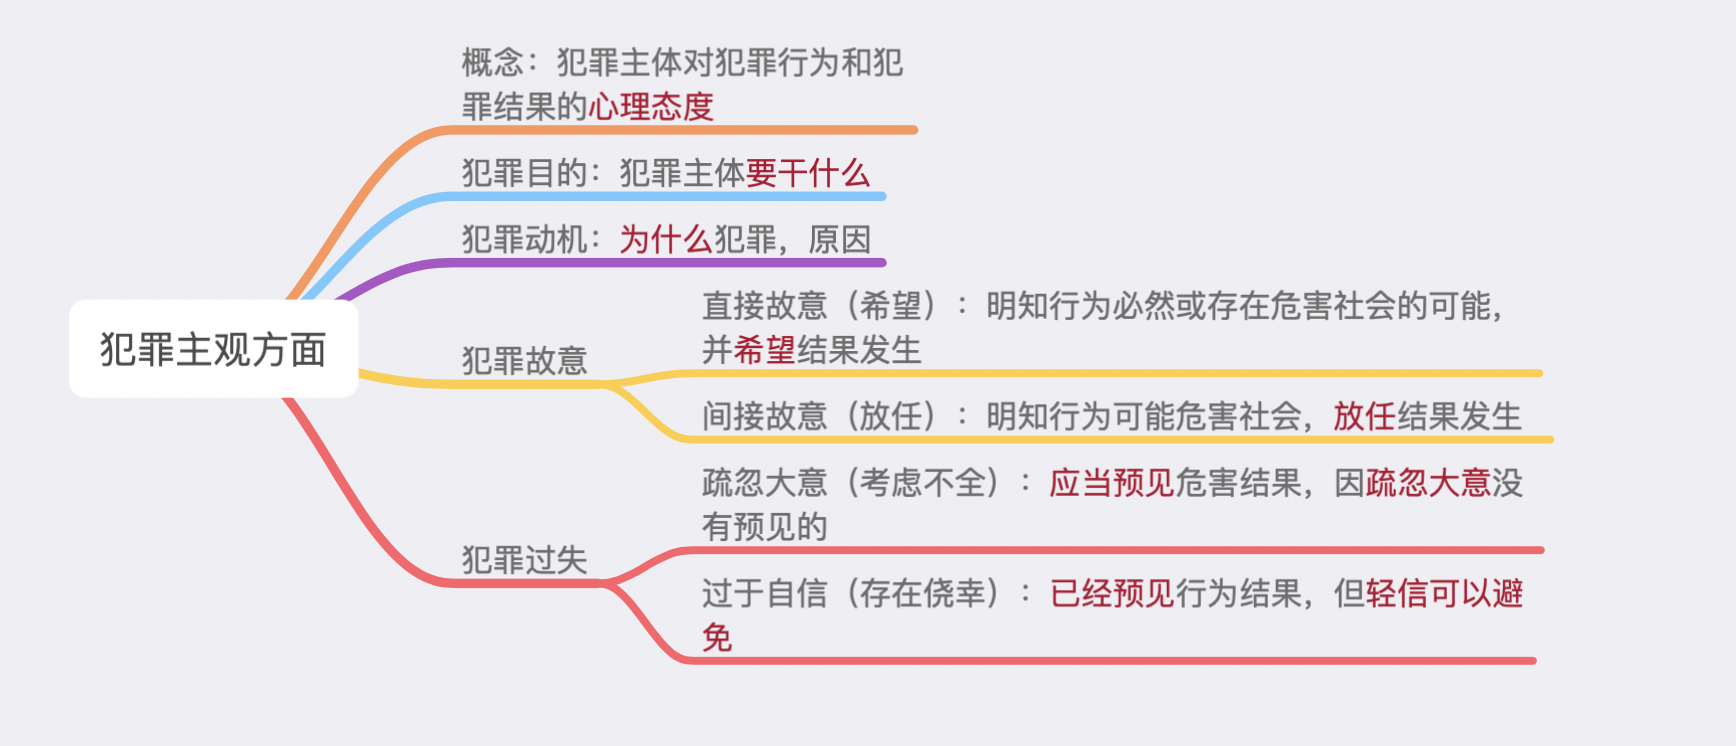 概念：犯罪主体对犯罪行为和犯
罪结果的心理态度
犯罪目的：犯罪主体要干什么
犯罪动机：为什么犯罪，原因
犯罪主观方面
犯罪故意
直接故意（希望）：明知行为必然或存在危害社会的可能，
并希望结果发生
间接故意（放任）：明知行为可能危害社会，放任结果发生
犯罪过失
疏忽大意（考虑不全）：应当预见危害结果，因疏忽大意没
有预见的
过于自信（存在侥幸）：已经预见行为结果，但轻信可以避
免